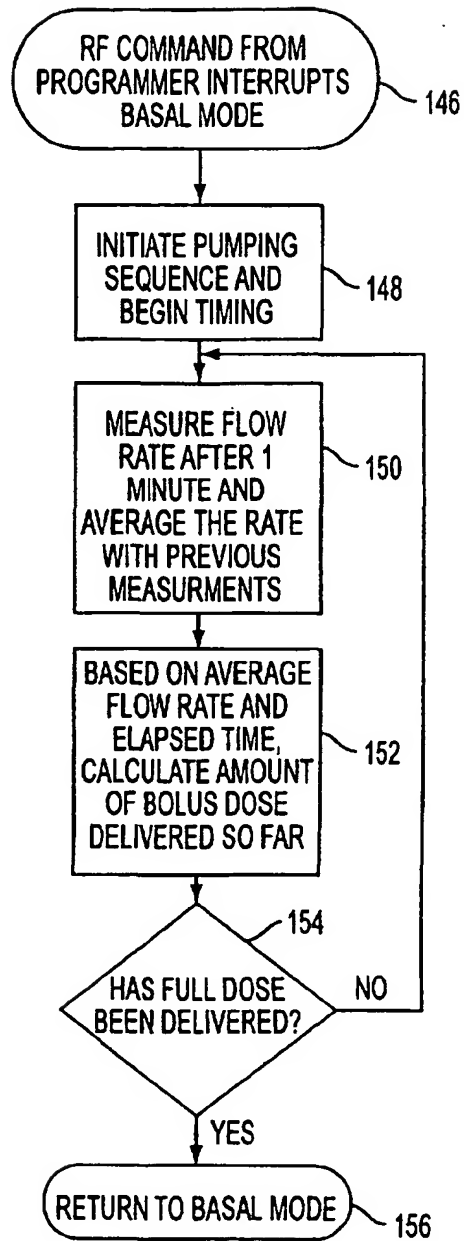 RF COMMAND FROM
PROGRAMMER INTERRUPTS
BASAL MODE
146
INITIATE PUMPING
SEQUENCE AND
BEGIN TIMING
148
MEASURE FLOW
RATE AFTER 1
MINUTE AND
AVERAGE THE RATE
WITH PREVIOUS
MEASURMENTS
150
BASED ON AVERAGE
FLOW RATE AND
ELAPSED TIME,
CALCULATE AMOUNT
OF BOLUS DOSE
DELIVERED SO FAR
152
154
HAS FULL DOSE
BEEN DELIVERED?
NO
YES
RETURN TO BASAL MODE
156